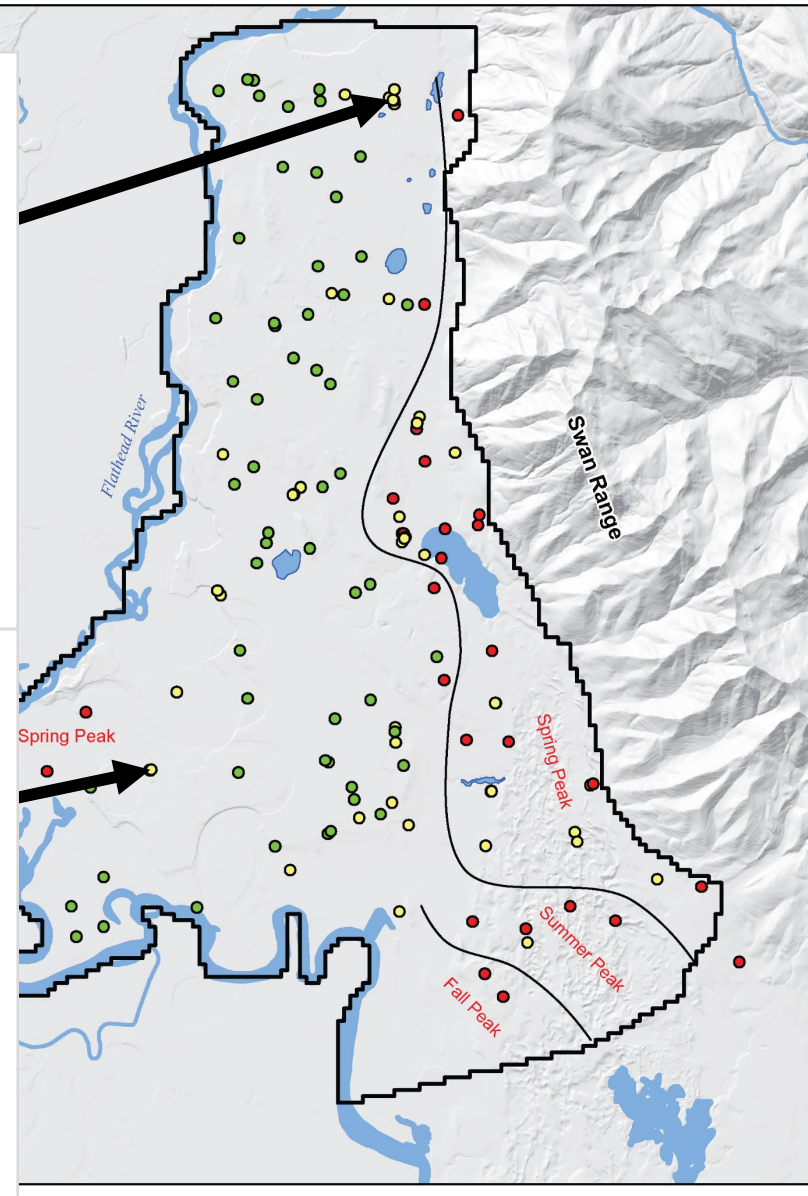 Flathead River
Swan Range
Spring Peak
Spring Peak
Summer Peak
Fall Peak